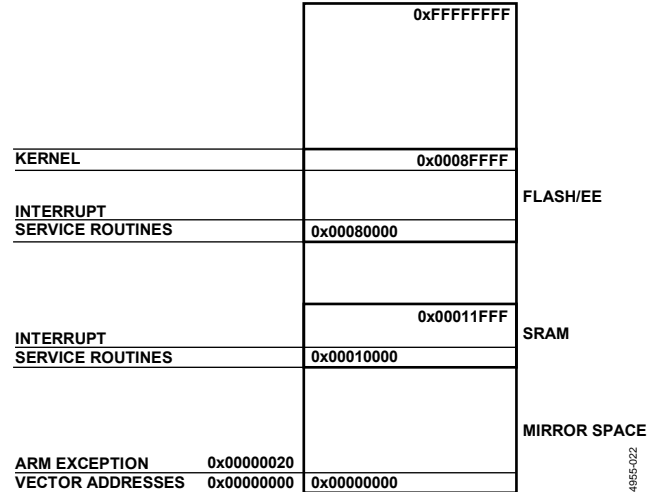 0xFFFFFFFF
KERNEL 0x0008FFFF
FLASH/EE
INTERRUPT
SERVICE ROUTINES 0x00080000
0x00011FFF
SRAM
INTERRUPT
SERVICE ROUTINES 0x00010000
MIRROR SPACE
ARM EXCEPTION 0x00000020
VECTOR ADDRESSES 0x00000000 0x00000000
4955-022